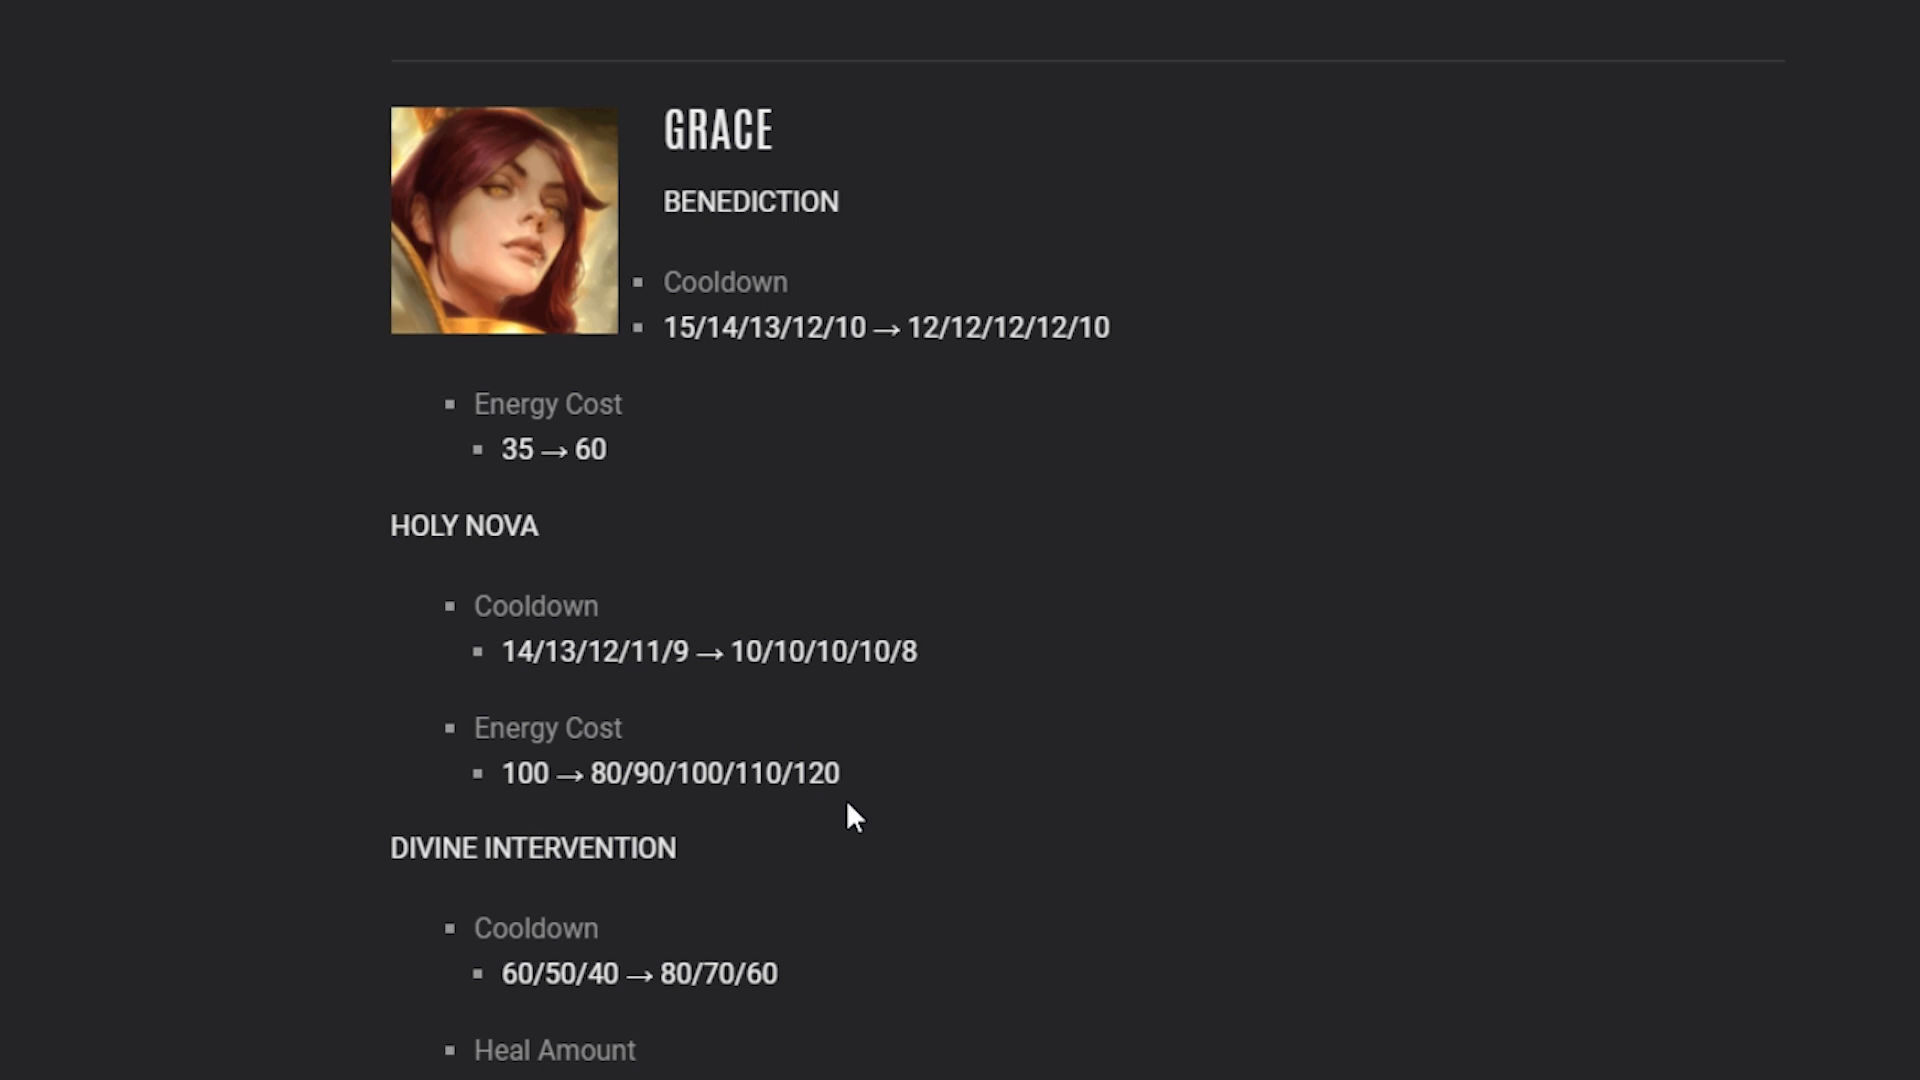 GRACE
BENEDICTION
Cooldown
15/14/13/12/10 → 12/12/12/12/10
Energy Cost
35 → 60
HOLY NOVA
Cooldown
14/13/12/11/9 → 10/10/10/10/8
Energy Cost
100 → 80/90/100/110/120
DIVINE INTERVENTION
Cooldown
60/50/40 → 80/70/60
Heal Amount